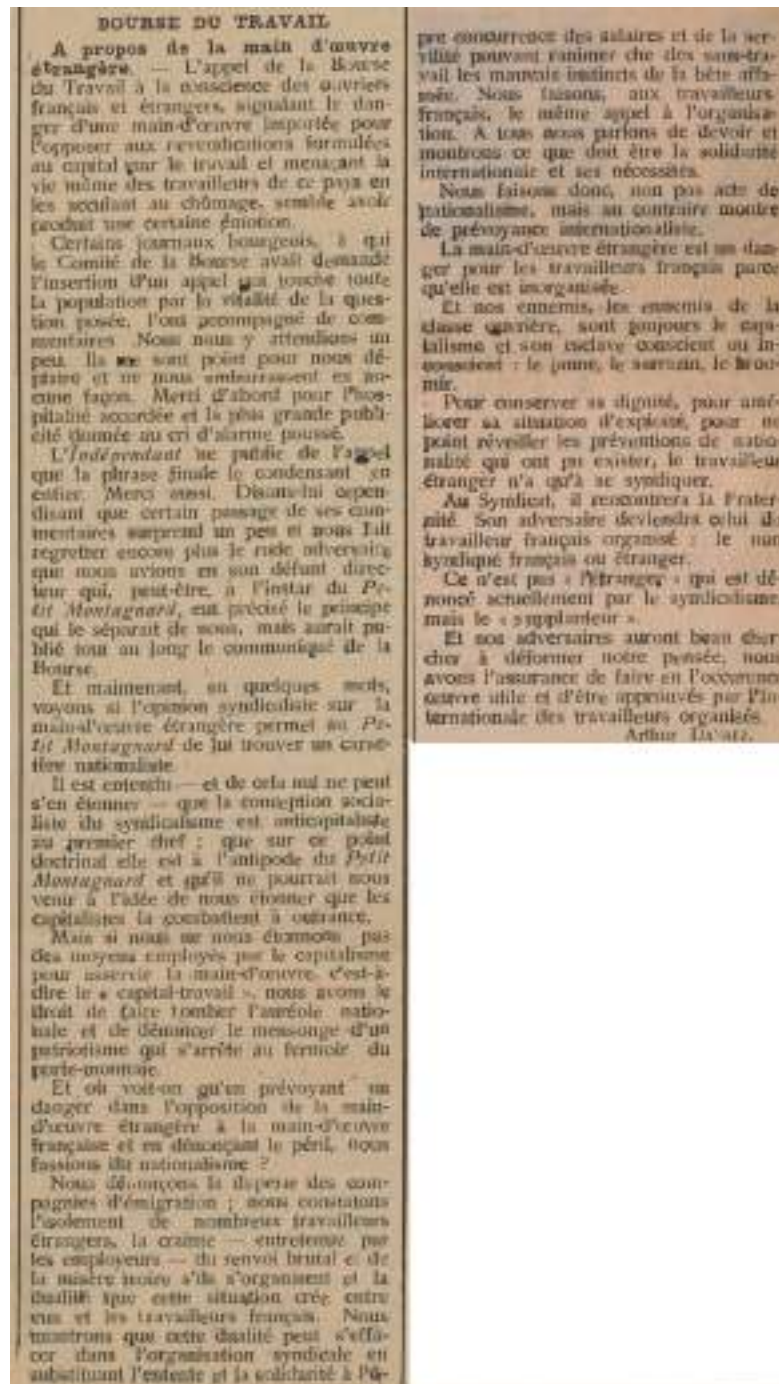 BOURSE DU TRAVAIL
A propos de la main d'œuvre
étrangère. — L'appel de la Bourse
du Travail à la conscience des ouvriers
français et étrangers, signalant le dan-
ger d'une main-d'œuvre importée pour
l'opposer aux revendications formulées
au capital par le travail et menaçant la
vie même des travailleurs de ce pays en
les acculant au chômage, semble avoir
produit une certaine émotion.
Certains journaux bourgeois, à qui
le Comité de la Bourse avait demandé
l'insertion d'un appel qui touche toute
la population par la vitalité de la ques-
tion posée, l'ont accompagné de com-
mentaires. Nous nous y attendions un
peu. Ils ne sont point pour nous dé-
plaire et ne nous embarrassent en au-
cune façon. Merci d'abord pour l'hos-
pitalité accordée et la plus grande publi-
cité donnée au cri d'alarme poussé.
L'Indépendant ne publie de l'appel
que la phrase finale le condensant en
entier. Merci aussi. Disons-lui cepen-
dant que certain passage de ses com-
mentaires surprend un peu et nous fait
regretter encore plus le rude adversaire
que nous avions en son défunt direc-
teur qui, peut-être, à l'instar du Pe-
tit Montagnard, eut précisé le principe
qui le séparait de nous, mais aurait pu-
blié tout au long le communiqué de la
Bourse.
Et maintenant, en quelques mots,
voyons si l'opinion syndicaliste sur la
main-d'œuvre étrangère permet au Pe-
tit Montagnard de lui trouver un carac-
tère nationaliste.
Il est entendu — et de cela nul ne peut
s'en étonner — que la conception socia-
liste du syndicalisme est anticapitaliste
au premier chef ; que sur ce point
doctrinal elle est à l'antipode du Petit
Montagnard et qu'il ne pourrait nous
venir à l'idée de nous étonner que les
capitalistes la combattent à outrance.
Mais si nous ne nous étonnons pas
des moyens employés par le capitalisme
pour asservir la main-d'œuvre, c'est-à-
dire le « capital-travail », nous avons le
droit de faire tomber l'auréole natio-
nale et de dénoncer le mensonge d'un
patriotisme qui s'arrête au fermoir du
porte-monnaie.
Et où voit-on qu'en prévoyant un
danger dans l'opposition de la main-
d'œuvre étrangère à la main-d'œuvre
française et en dénonçant le péril, nous
fassions du nationalisme ?
Nous dénonçons la duperie des com-
pagnies d'émigration ; nous constatons
l'isolement de nombreux travailleurs
étrangers, la crainte — entretenue par
les employeurs — du renvoi brutal et de
la misère noire s'ils s'organisent et la
dualité que cette situation crée entre
eux et les travailleurs français. Nous
montrons que cette dualité peut s'effa-
cer dans l'organisation syndicale en
substituant l'entente et la solidarité à l'â-
pre concurrence des salaires et de la ser-
vilité pouvant ranimer che des sans-tra-
vail les mauvais instincts de la bête affa-
mée. Nous faisons, aux travailleurs
français, le même appel à l'organisa-
tion. A tous nous parlons de devoir et
montrons ce que doit être la solidarité
internationale et ses nécessités.
Nous faisons donc, non pas acte de
nationalisme, mais au contraire montre
de prévoyance internationaliste.
La main-d'œuvre étrangère est un dan-
ger pour les travailleurs français parce
qu'elle est inorganisée.
Et nos ennemis, les ennemis de la
classe ouvrière, sont toujours le capi-
talisme et son esclave conscient ou in-
conscient : le jaune, le sarrazin, le
Pour conserver sa dignité, pour amé-
liorer sa situation d'exploité, pour ne
point réveiller les préventions de natio-
nalité qui ont pu exister, le travailleur
étranger n'a qu'à se syndiquer.
Au Syndicat, il rencontrera la Frater-
nité. Son adversaire deviendra celui du
travailleur français organisé : le non
syndiqué français ou étranger.
Ce n'est pas « l'étranger » qui est dé-
noncé actuellement par le syndicalisme
mais le « supplanteur ».
Et nos adversaires auront beau cher-
cher à déformer notre pensée, nous
avons l'assurance de faire en l'occurence
œuvre utile et d'être approuvés par l'In-
ternationale des travailleurs organisés.
Arthur